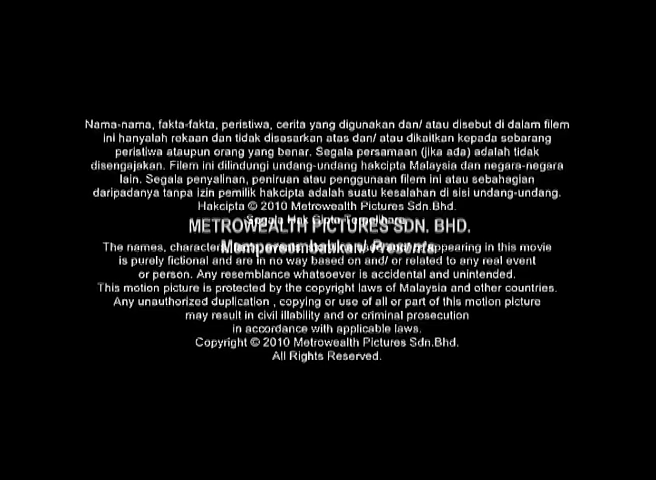 Nama-nama, fakta-fakta, peristiwa, cerita yang digunakan dan/ atau disebut di dalam filem
ini hanyalah rekaan dan tidak disasarkan atas dan/ atau dikaitkan kepada sebarang
peristiwa ataupun orang yang benar. Segala persamaan (jika ada) adalah tidak
disengajakan. Filem ini dilindungi undang-undang hakcipta Malaysia dan negara-negara
lain. Segala penyalinan, peniruan atau penggunaan filem ini atau sebahagian
daripadanya tanpa izin pemilik hakcipta adalah suatu kesalahan di sisi undang-undang.
Hakcipta © 2010 Metrowealth Pictures Sdn.Bhd.
Segala Hak Cipta Terpelihara
METROWEALTH PICTURES SDN. BHD.
Mempersembahkan/ Presents
The names, appearing in this movie
is purely fictional and are in no way based on and/ or related to any real event
or person. Any resemblance whatsoever is accidental and unintended.
This motion picture is protected by the copyright laws of Malaysia and other countries.
Any unauthorized duplication , copying or use of all or part of this motion picture
may result in civil illability and or criminal prosecution
in accordance with applicable laws.
Copyright © 2010 Metrowealth Pictures Sdn.Bhd.
All Rights Reserved.